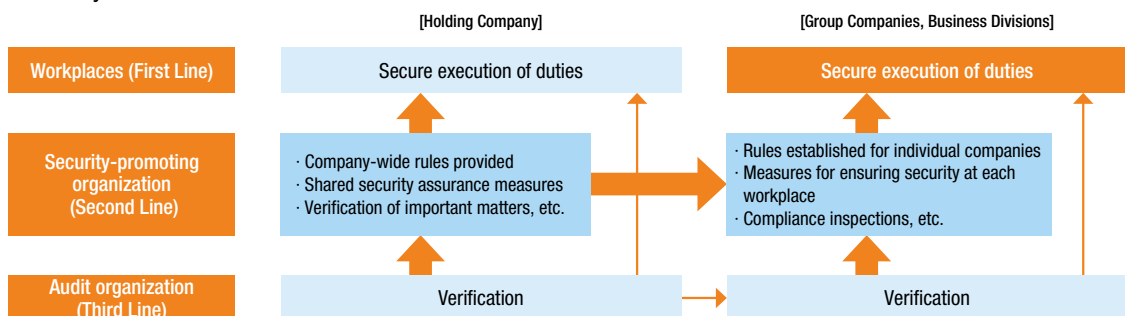 [Holding Company]
[Group Companies, Business Divisions]
Workplaces (First Line)
Secure execution of duties
Secure execution of duties
Security-promoting
organization
(Second Line)
· Company-wide rules provided
· Shared security assurance measures
· Verification of important matters, etc.
· Rules established for individual companies
· Measures for ensuring security at each
workplace
· Compliance inspections, etc.
Audit organization
(Third Line)
Verification
Verification